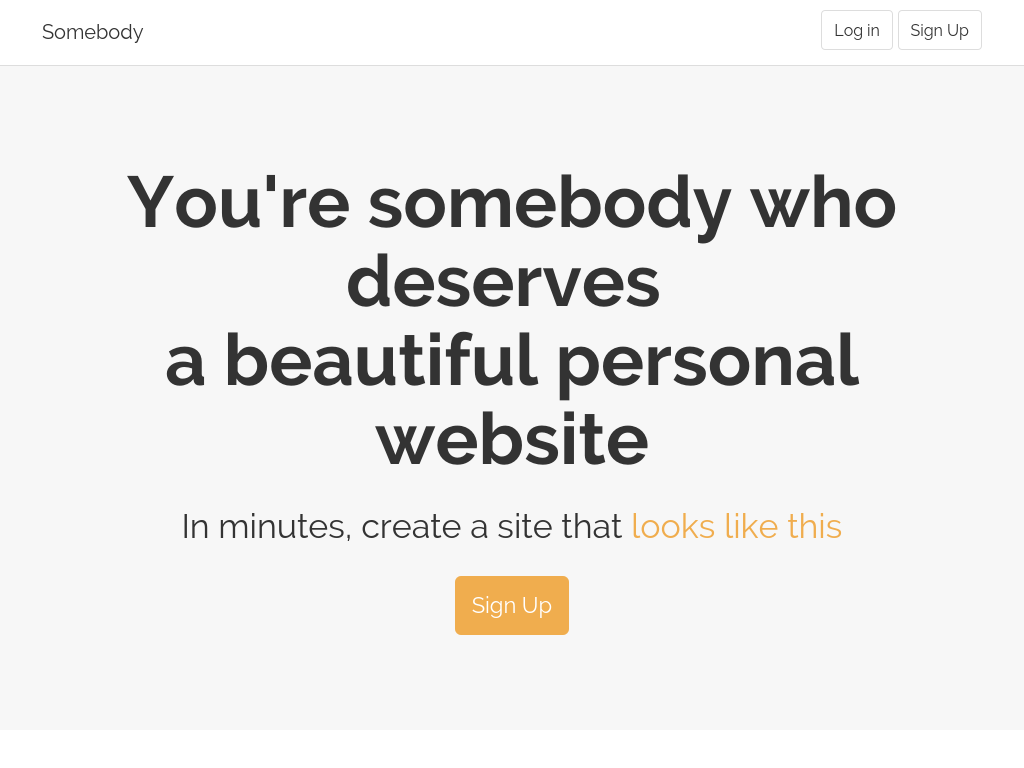 Somebody
Log in
Sign Up
You're somebody who
deserves
a beautiful personal
website
In minutes, create a site that looks like this
Sign Up